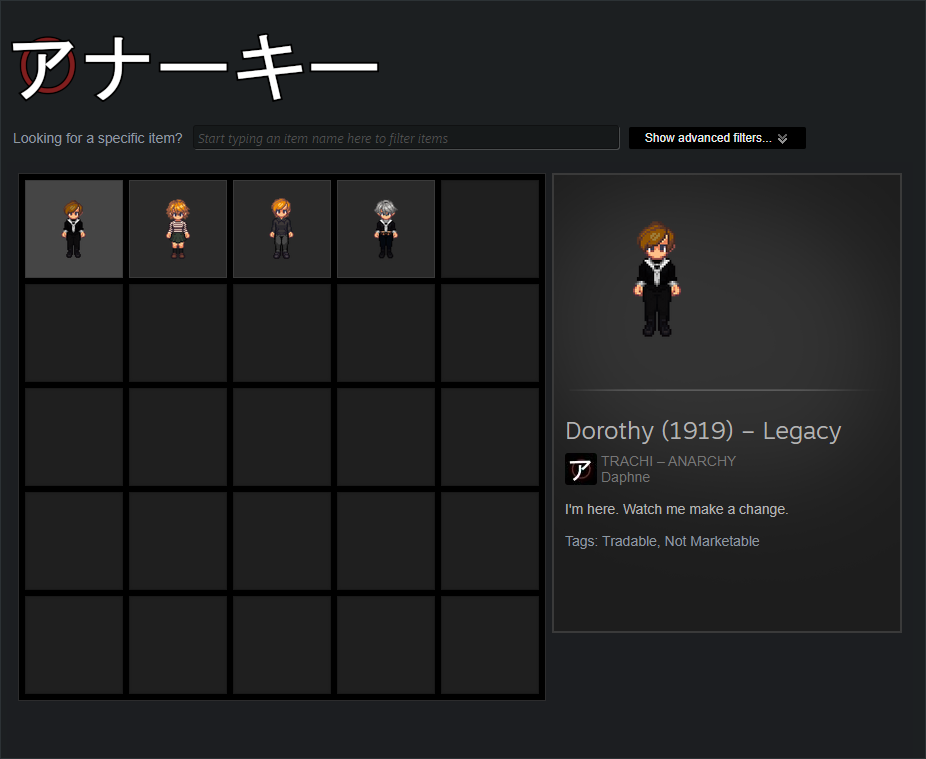 アナーキー
Looking for a specific item?
Start typing an item name here to filter items
Show advanced filters...
Dorothy (1919) – Legacy
ア
TRACHI – ANARCHY
Daphne
I'm here. Watch me make a change.
Tags: Tradable, Not Marketable